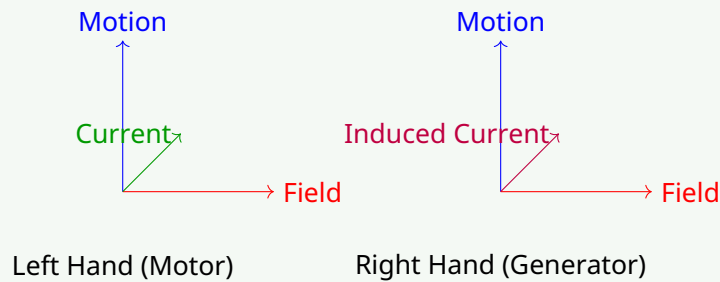 Motion
Motion
Current
Induced Current
Field
Field
Left Hand (Motor)
Right Hand (Generator)